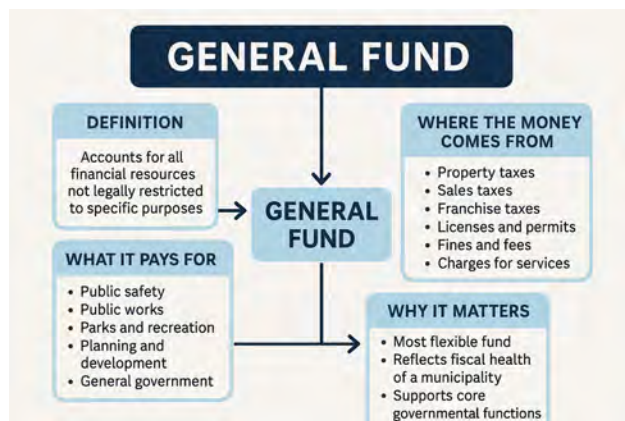 GENERAL FUND
DEFINITION
Accounts for all
financial resources
not legally restricted
to specific purposes
WHERE THE MONEY
COMES FROM
• Property taxes
• Sales taxes
• Franchise taxes
• Licenses and permits
• Fines and fees
• Charges for services
GENERAL
FUND
WHAT IT PAYS FOR
• Public safety
• Public works
• Parks and recreation
• Planning and
development
• General government
WHY IT MATTERS
• Most flexible fund
• Reflects fiscal health
of a municipality
• Supports core
governmental functions